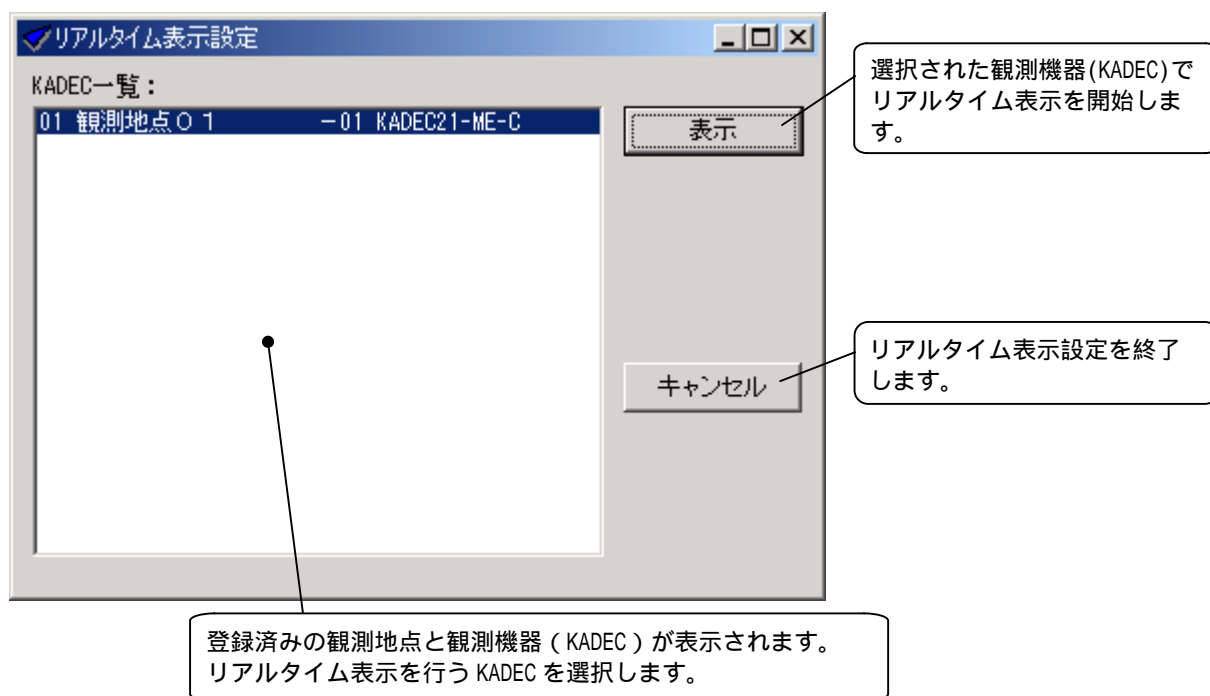 リアルタイム表示設定
KADEC一覧：
01 観測地点０１　　　－01 KADEC21-ME-C
表示
選択された観測機器(KADEC)で
リアルタイム表示を開始しま
す。
キャンセル
リアルタイム表示設定を終了
します。
登録済みの観測地点と観測機器（KADEC）が表示されます。
リアルタイム表示を行う KADEC を選択します。